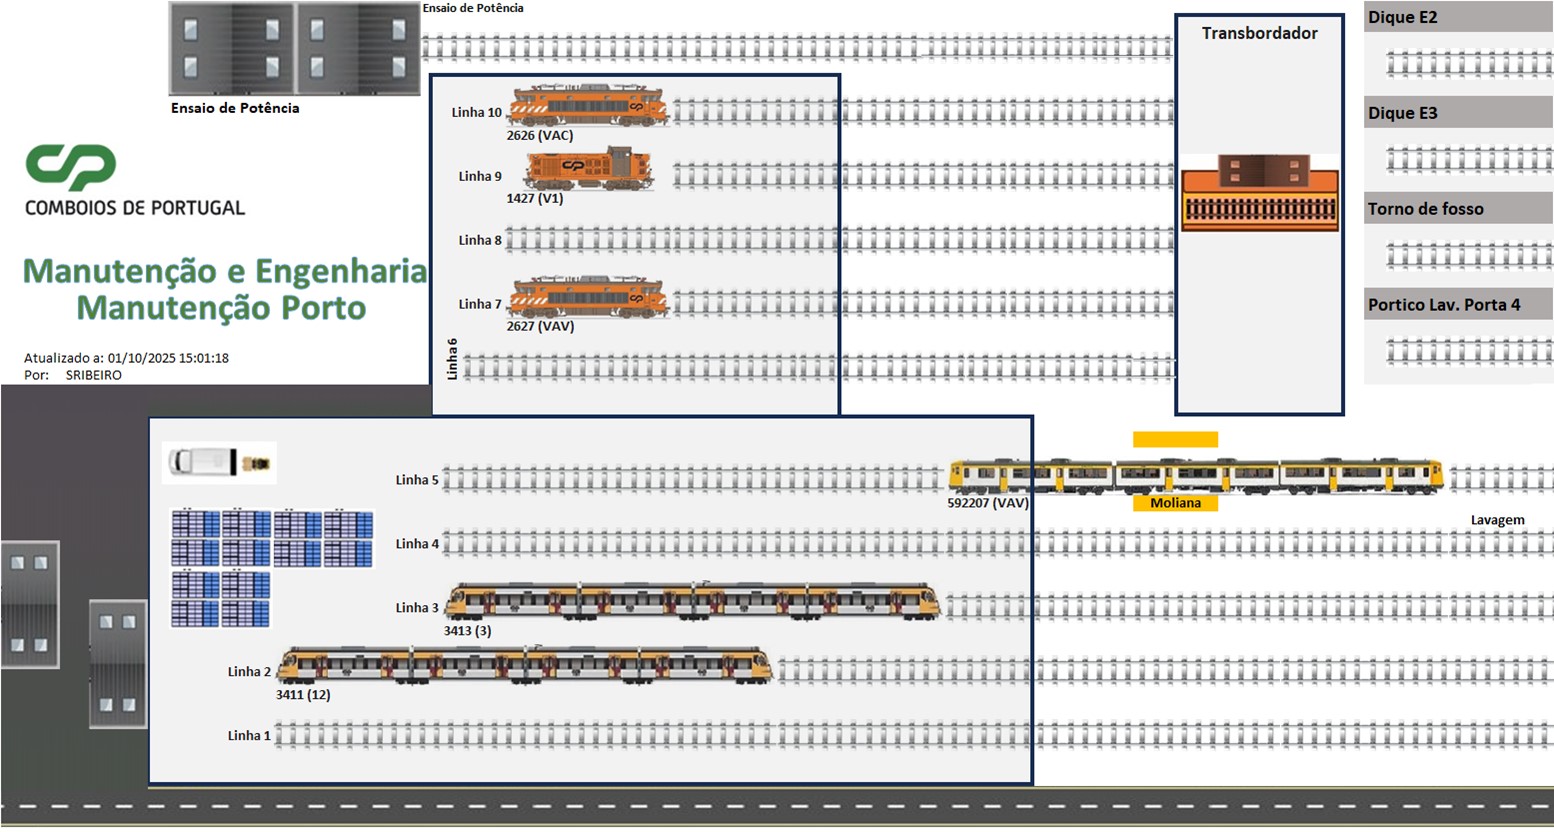 Ensaio de Potência
Ensaio de Potência
Transbordador
Dique E2
Dique E3
Torno de fosso
Portico Lav. Porta 4
CP
COMBOIOS DE PORTUGAL
Manutenção e Engenharia
Manutenção Porto
Atualizado a: 01/10/2025 15:01:18
Por: SRIBEIRO
Linha 10
2626 (VAC)
Linha 9
1427 (V1)
Linha 8
Linha 7
2627 (VAV)
Linha 6
Linha 5
592207 (VAV)
Moliana
Lavagem
Linha 4
Linha 3
3413 (3)
Linha 2
3411 (12)
Linha 1